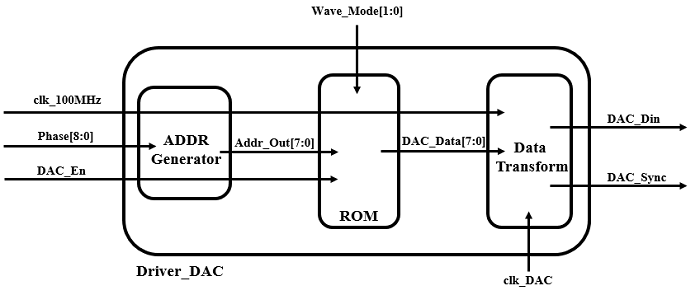 Wave_Mode[1:0]
clk_100MHz
ADDR
Generator
Phase[8:0]
Addr_Out[7:0]
DAC_En
ROM
DAC_Data[7:0]
Data
Transform
DAC_Din
DAC_Sync
Driver_DAC
clk_DAC